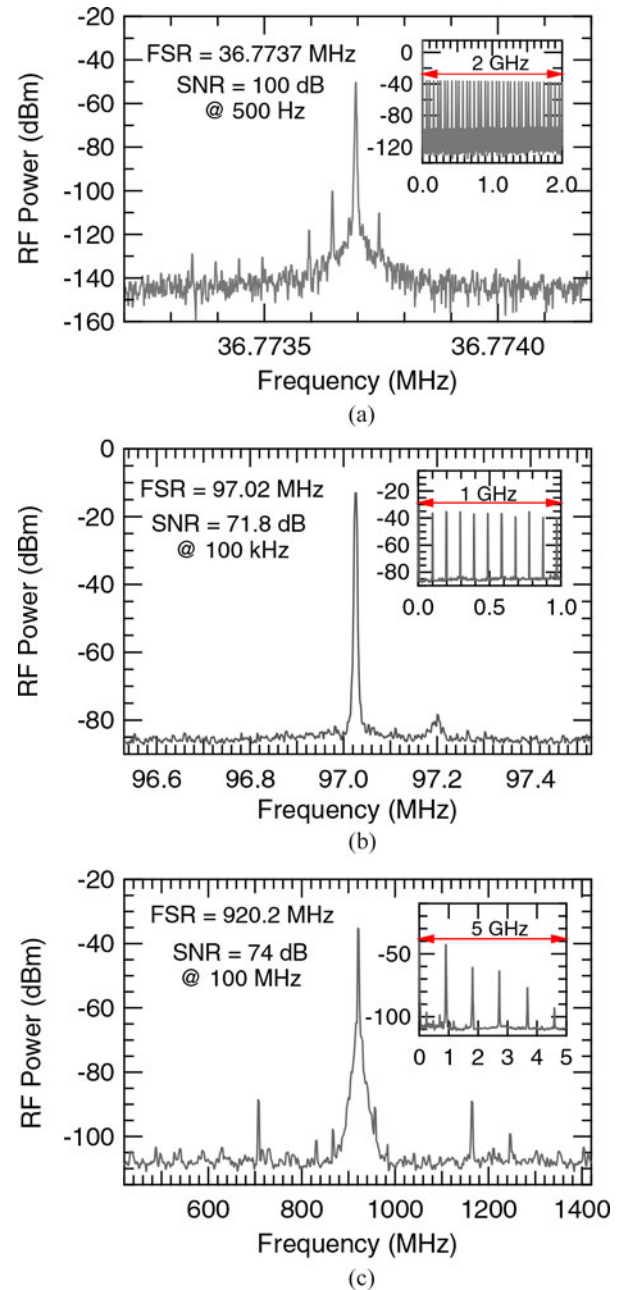 -20
-40
-60
-80
-100
-120
-140
-160
RF Power (dBm)
FSR = 36.7737 MHz
SNR = 100 dB
@ 500 Hz
0
-40
-80
-120
2 GHz
0.0 1.0 2.0
36.7735 36.7740
Frequency (MHz)
(a)
0
-20
-40
-60
-80
RF Power (dBm)
FSR = 97.02 MHz
SNR = 71.8 dB
@ 100 kHz
-20
-40
-60
-80
1 GHz
0.0 0.5 1.0
96.6 96.8 97.0 97.2 97.4
Frequency (MHz)
(b)
-20
-40
-60
-80
-100
RF Power (dBm)
FSR = 920.2 MHz
SNR = 74 dB
@ 100 MHz
-50
-100
5 GHz
0 1 2 3 4 5
600 800 1000 1200 1400
Frequency (MHz)
(c)